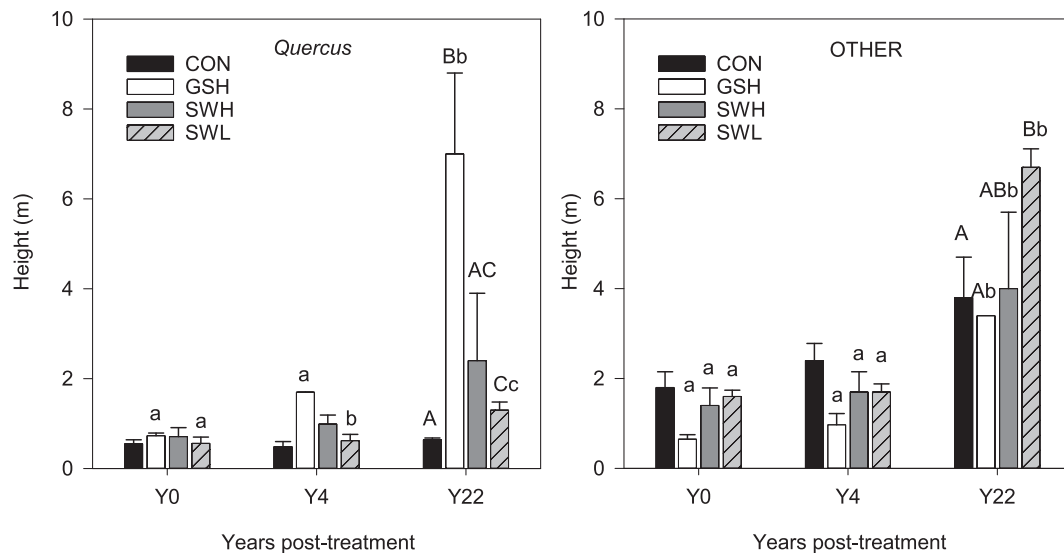 10
8
6
4
2
0
Height (m)
Quercus
CON
GSH
SWH
SWL
a
a
a
b
A
Bb
AC
Cc
Y0
Y4
Y22
Years post-treatment
10
8
6
4
2
0
Height (m)
OTHER
CON
GSH
SWH
SWL
a
a
a
a
a
a
A
Ab
ABb
Bb
Y0
Y4
Y22
Years post-treatment